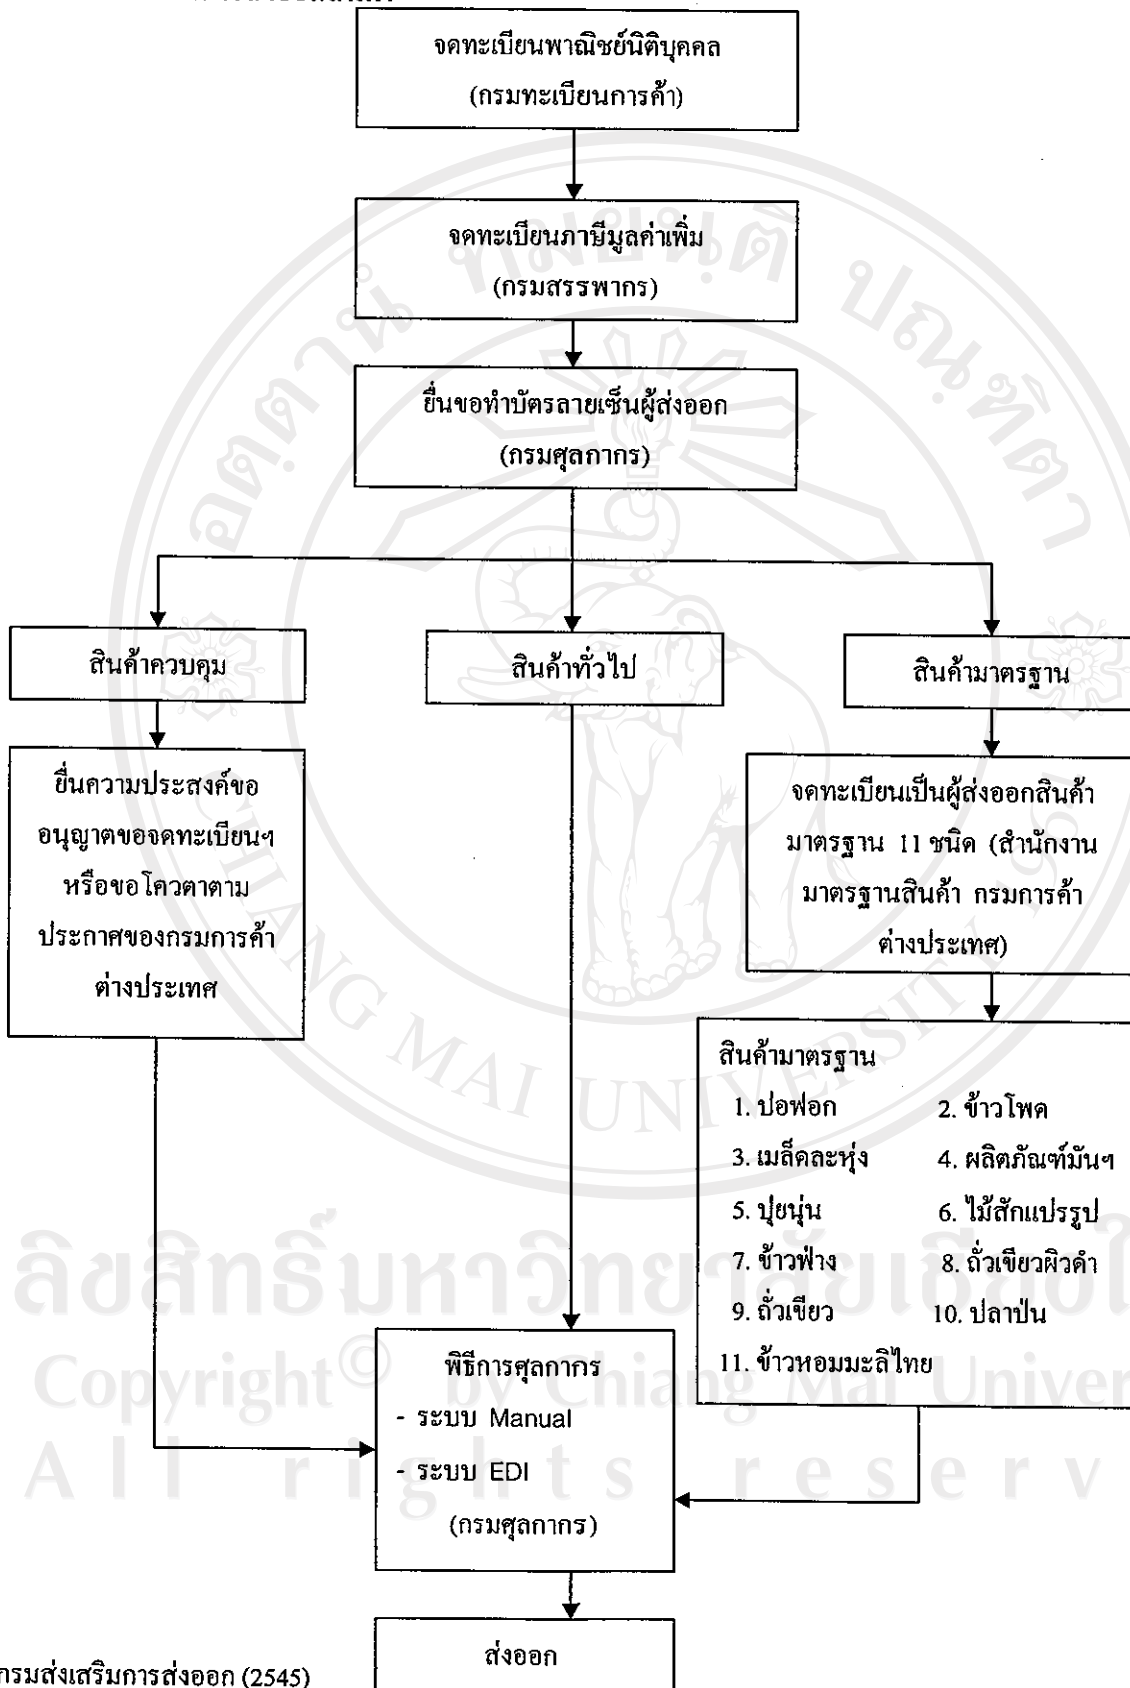 จดทะเบียนพาณิชย์นิติบุคคล
(กรมทะเบียนการค้า)
จดทะเบียนภาษีมูลค่าเพิ่ม
(กรมสรรพากร)
ยื่นขอทำบัตรลายเซ็นผู้ส่งออก
(กรมศุลกากร)
สินค้าควบคุม
สินค้าทั่วไป
สินค้ามาตรฐาน
ยื่นความประสงค์ขอ
อนุญาตขอจดทะเบียนฯ
หรือขอโควตาตาม
ประกาศของกรมการค้า
ต่างประเทศ
จดทะเบียนเป็นผู้ส่งออกสินค้า
มาตรฐาน 11 ชนิด (สำนักงาน
มาตรฐานสินค้า กรมการค้า
ต่างประเทศ)
สินค้ามาตรฐาน
1. ปอฟอก 2. ข้าวโพด
3. เมล็ดละหุ่ง 4. ผลิตภัณฑ์มันฯ
5. ปุยนุ่น 6. ไม้สักแปรรูป
7. ข้าวฟ่าง 8. ถั่วเขียวผิวดำ
9. ถั่วเขียว 10. ปลาป่น
11. ข้าวหอมมะลิไทย
พิธีการศุลกากร
- ระบบ Manual
- ระบบ EDI
(กรมศุลกากร)
ส่งออก
กรมส่งเสริมการส่งออก (2545)
อตฺตานํ ทมยนฺติ ปณฺฑิตา
CHIANG MAI UNIVERSITY 1964
ลิขสิทธิ์มหาวิทยาลัยเชียงใ
Copyright© by Chiang Mai Univer
All rights reserv